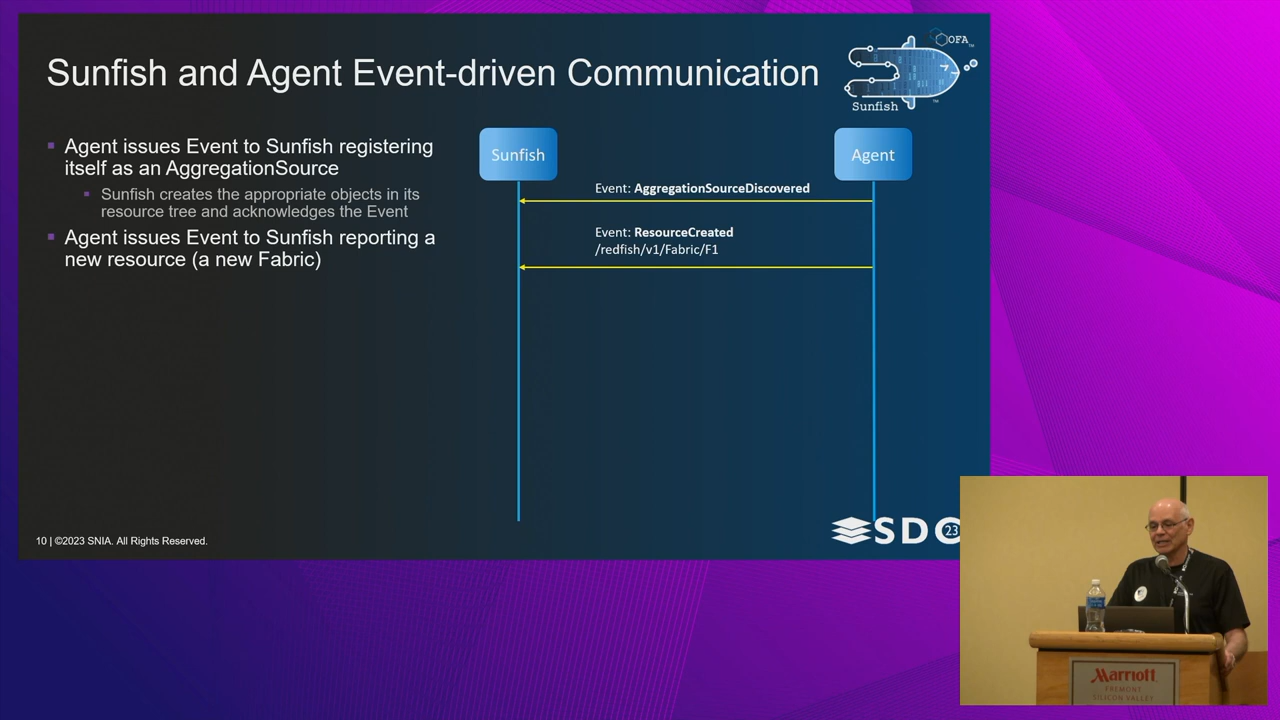 Sunfish and Agent Event-driven Communication
OFA™
Sunfish™
Agent issues Event to Sunfish registering
itself as an AggregationSource
Sunfish creates the appropriate objects in its
resource tree and acknowledges the Event
Agent issues Event to Sunfish reporting a
new resource (a new Fabric)
Sunfish
Agent
Event: AggregationSourceDiscovered
Event: ResourceCreated
/redfish/v1/Fabric/F1
10 | ©2023 SNIA. All Rights Reserved.
SDC
23
Marriott
FREMONT
SILICON VALLEY